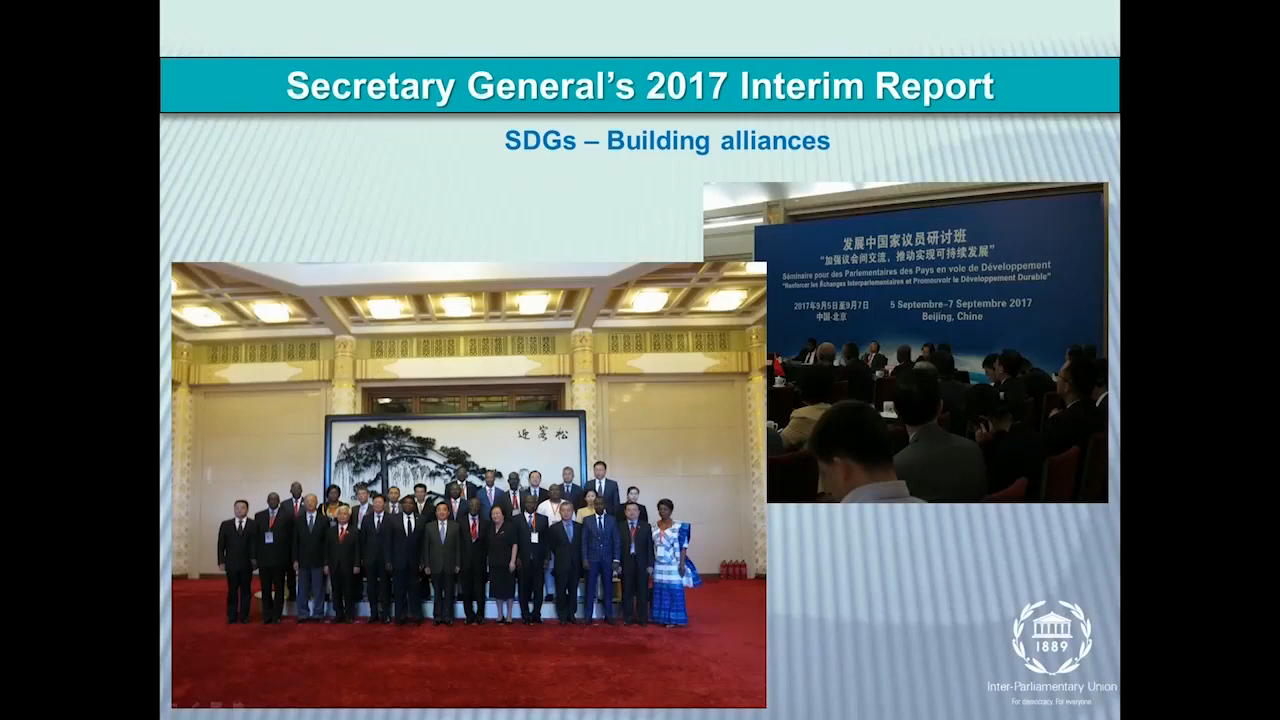 Secretary General’s 2017 Interim Report
SDGs – Building alliances
发展中国家议员研讨班
“加强议会间交流，推动实现可持续发展”
Séminaire pour des Parlementaires des Pays en voie de Développement
“Renforcer les Échanges Interparlementaires et Promouvoir le Développement Durable”
2017年9月5日至9月7日
中国·北京
5 Septembre–7 Septembre 2017
Beijing, Chine
迎客松
1889
Inter-Parliamentary Union
For democracy. For everyone.